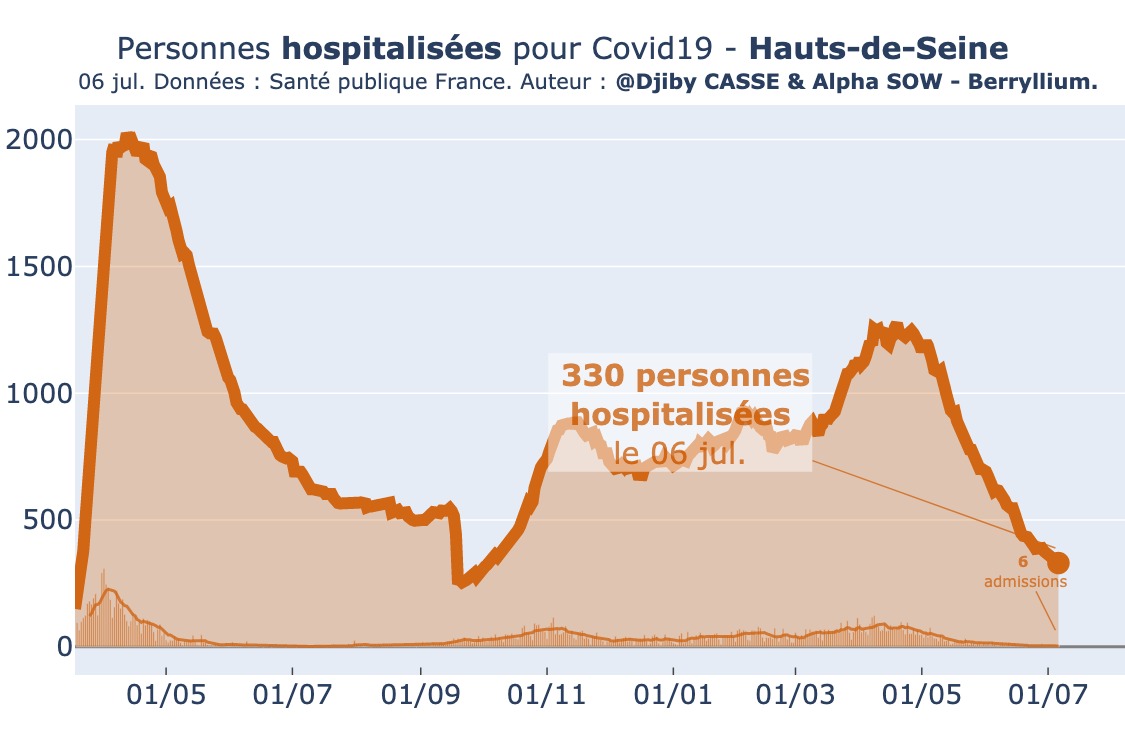 Personnes hospitalisées pour Covid19 - Hauts-de-Seine
06 jul. Données : Santé publique France. Auteur : @Djiby CASSE & Alpha SOW - Berryllium.
2000
1500
1000
500
0
330 personnes
hospitalisées
le 06 jul.
6
admissions
01/05 01/07 01/09 01/11 01/01 01/03 01/05 01/07